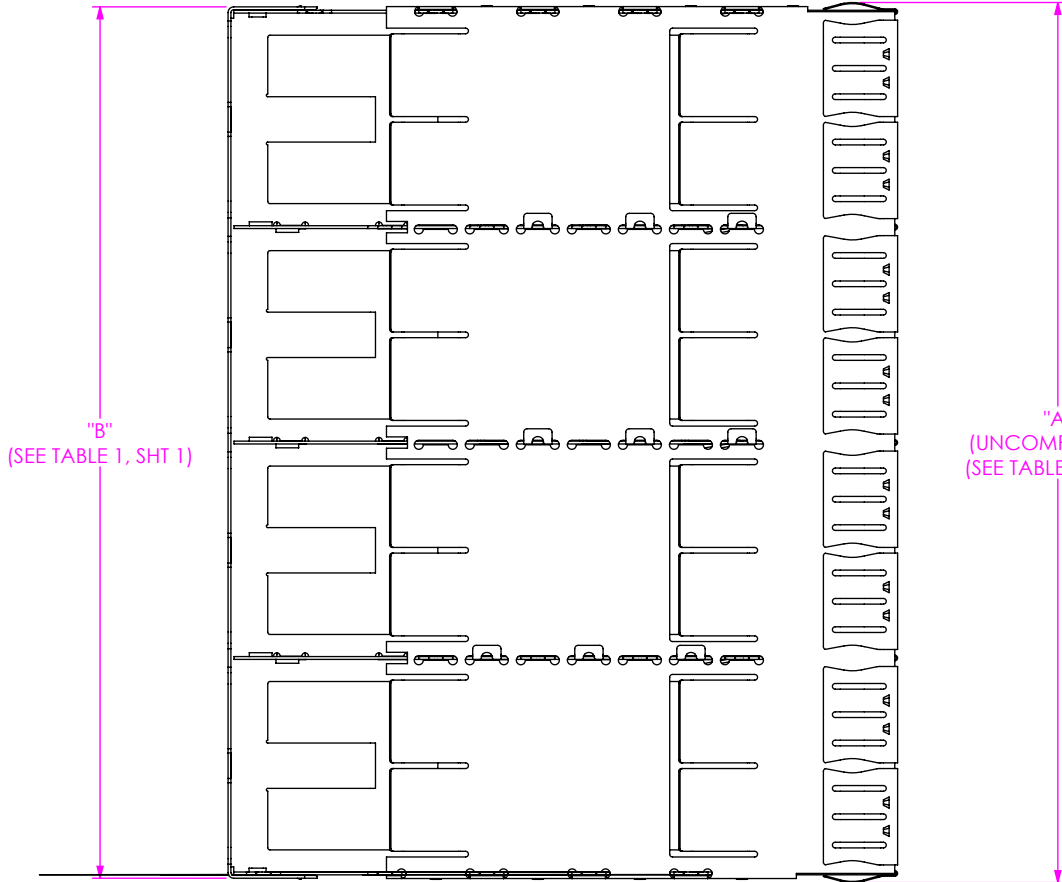 "B"
(SEE TABLE 1, SHT 1)
"A
(UNCOMP
(SEE TABLE